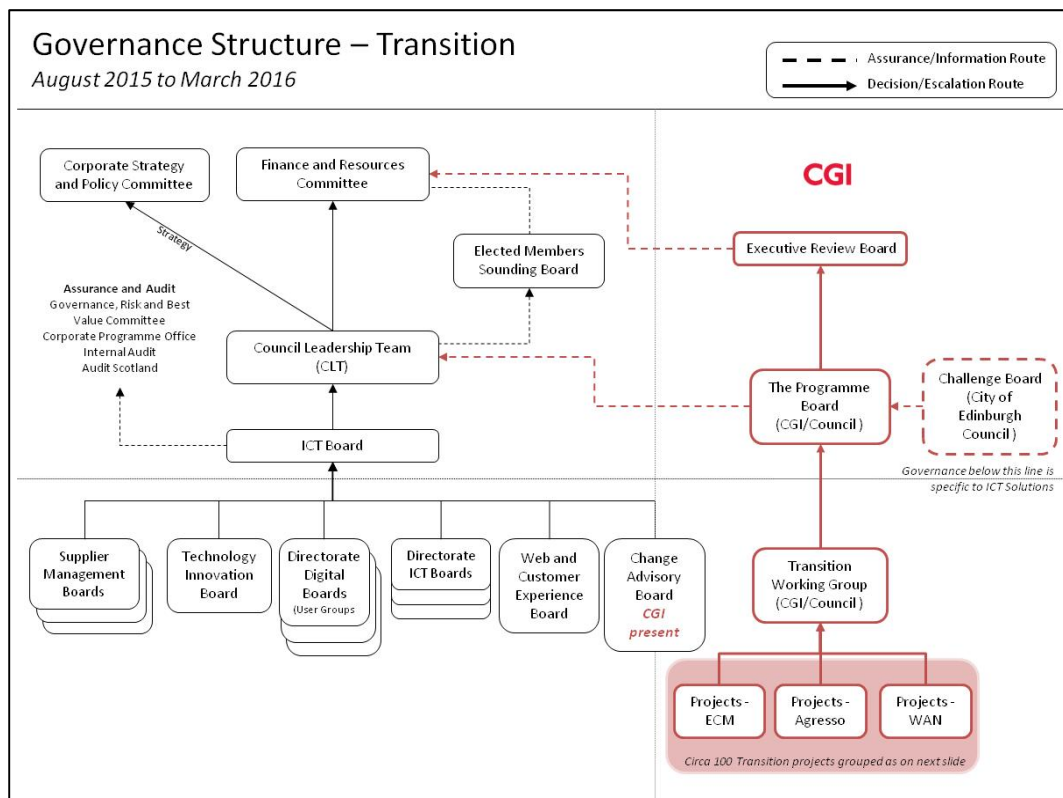 Governance Structure – Transition
August 2015 to March 2016
Assurance/Information Route
Decision/Escalation Route
Corporate Strategy
and Policy Committee
Finance and Resources
Committee
CGI
Strategy
Elected Members
Sounding Board
Executive Review Board
Assurance and Audit
Governance, Risk and Best
Value Committee
Corporate Programme Office
Internal Audit
Audit Scotland
Council Leadership Team
(CLT)
The Programme
Board
(CGI/Council)
Challenge Board
(City of
Edinburgh
Council)
ICT Board
Governance below this line is
specific to ICT Solutions
Supplier
Management
Boards
Technology
Innovation
Board
Directorate
Digital
Boards
(User Groups
Directorate
ICT Boards
Web and
Customer
Experience
Board
Change
Advisory
Board
CGI
present
Transition
Working Group
(CGI/Council)
Projects -
ECM
Projects -
Agresso
Projects -
WAN
Circa 100 Transition projects grouped as on next slide